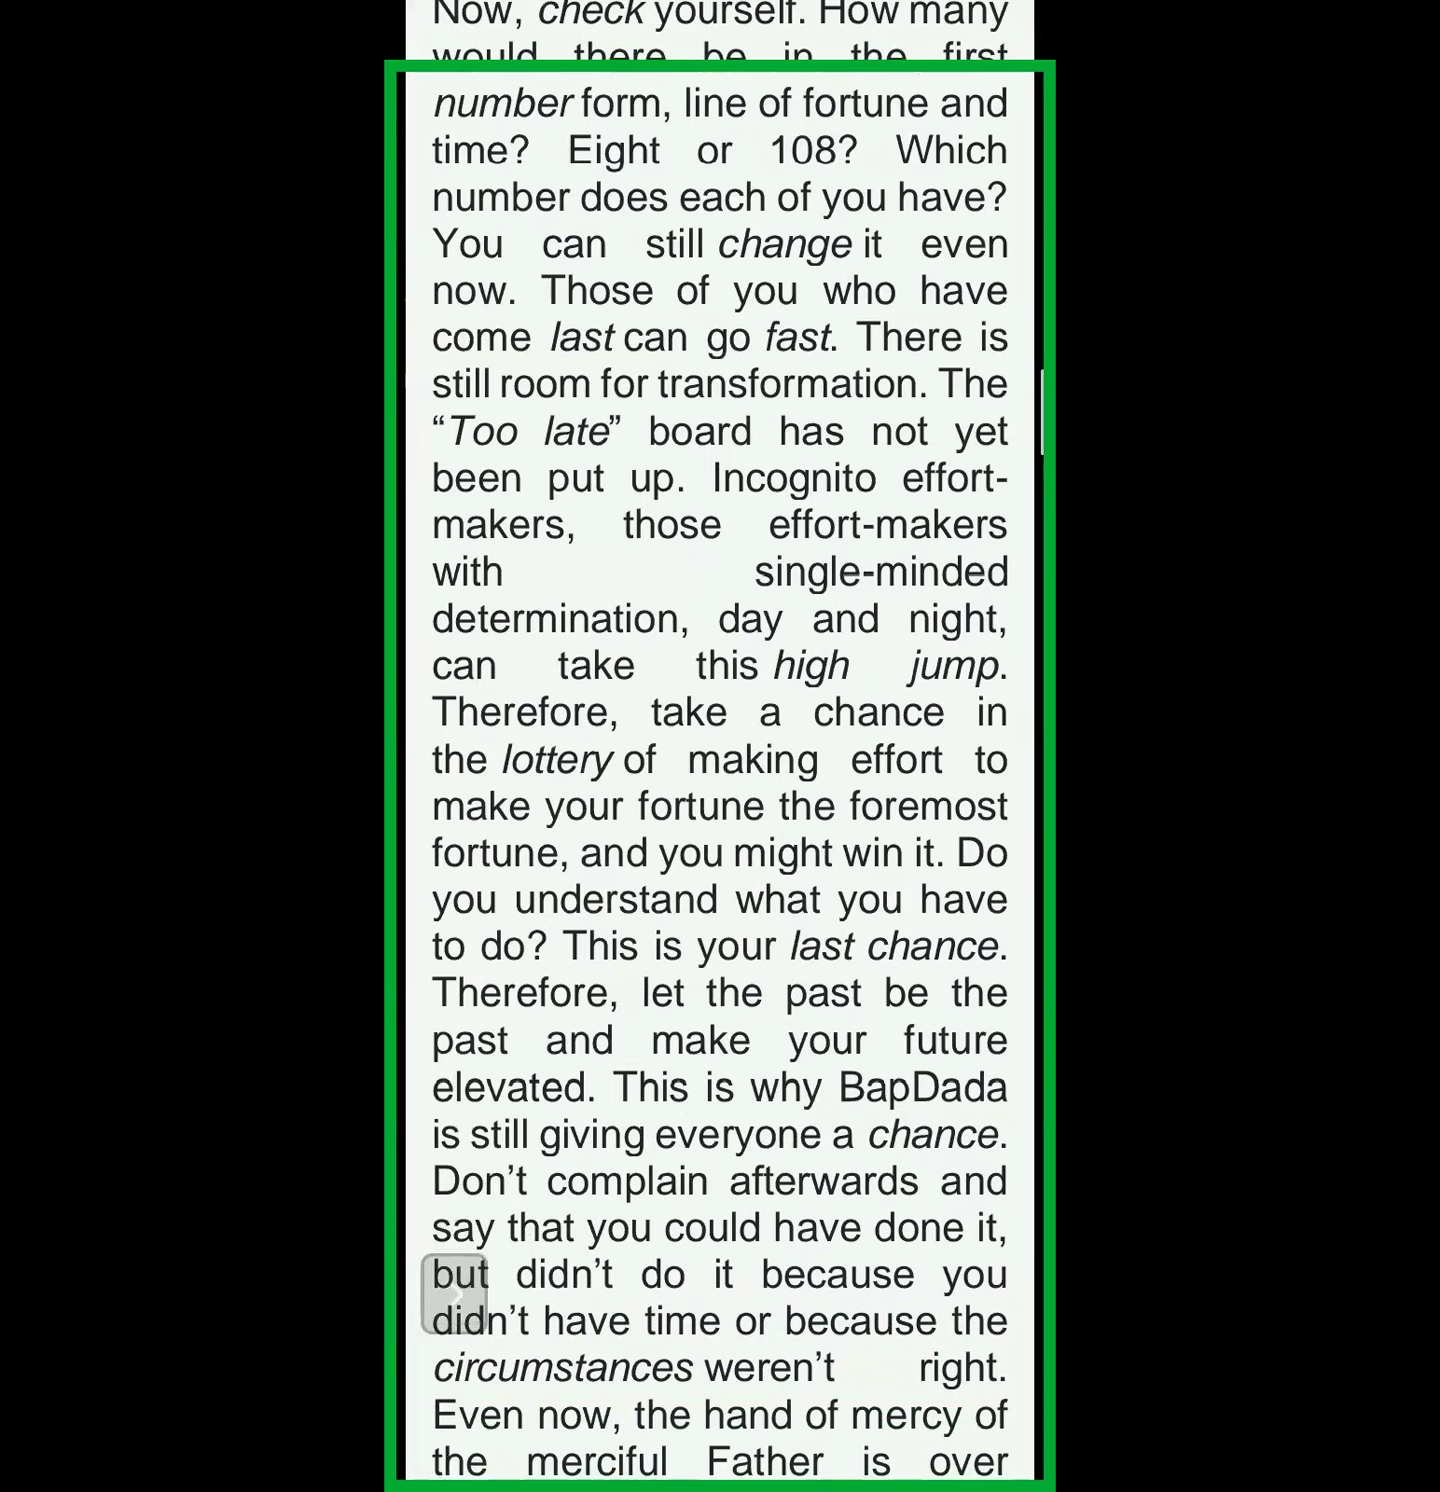 Now, check yourself. How many
would there be in the first
number form, line of fortune and
time? Eight or 108? Which
number does each of you have?
You can still change it even
now. Those of you who have
come last can go fast. There is
still room for transformation. The
“Too late” board has not yet
been put up. Incognito effort-
makers, those effort-makers
with single-minded
determination, day and night,
can take this high jump.
Therefore, take a chance in
the lottery of making effort to
make your fortune the foremost
fortune, and you might win it. Do
you understand what you have
to do? This is your last chance.
Therefore, let the past be the
past and make your future
elevated. This is why BapDada
is still giving everyone a chance.
Don’t complain afterwards and
say that you could have done it,
but didn’t do it because you
didn’t have time or because the
circumstances weren’t right.
Even now, the hand of mercy of
the merciful Father is over